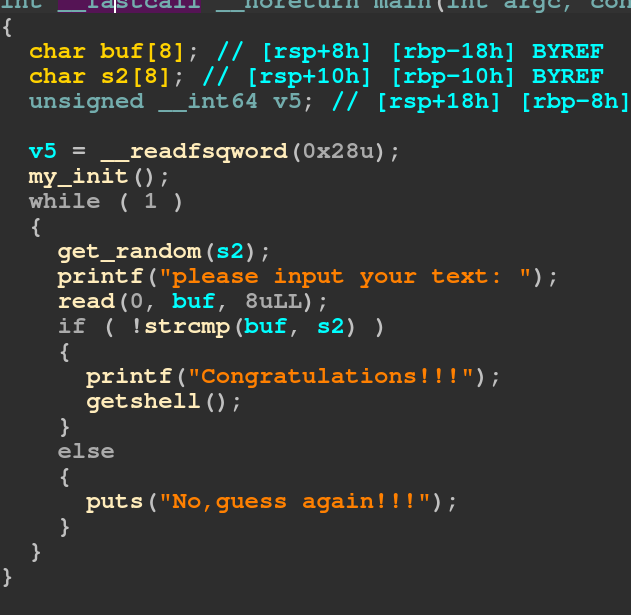 int __fastcall __noreturn main(int argc, con
{
  char buf[8]; // [rsp+8h] [rbp-18h] BYREF
  char s2[8]; // [rsp+10h] [rbp-10h] BYREF
  unsigned __int64 v5; // [rsp+18h] [rbp-8h]

  v5 = __readfsqword(0x28u);
  my_init();
  while ( 1 )
  {
    get_random(s2);
    printf("please input your text: ");
    read(0, buf, 8uLL);
    if ( !strcmp(buf, s2) )
    {
      printf("Congratulations!!!");
      getshell();
    }
    else
    {
      puts("No,guess again!!!");
    }
  }
}